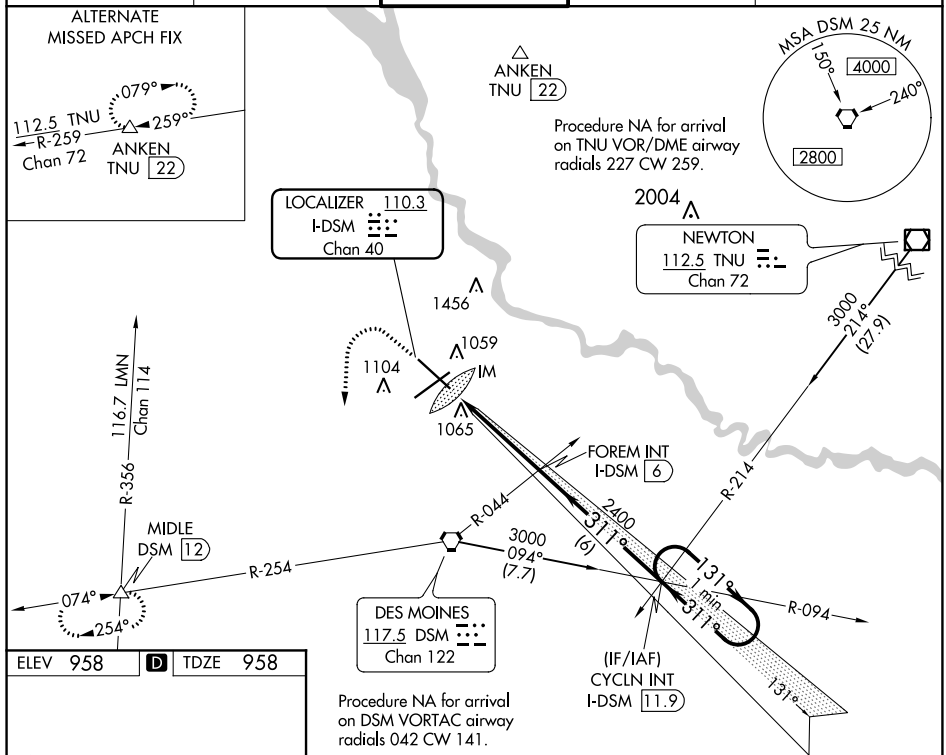 ALTERNATE
MISSED APCH FIX
079°
259°
112.5 TNU
R-259
Chan 72
ANKEN
TNU 22
ANKEN
TNU 22
MSA DSM 25 NM
150°
4000
240°
2800
Procedure NA for arrival
on TNU VOR/DME airway
radials 227 CW 259.
2004
LOCALIZER 110.3
I-DSM
Chan 40
NEWTON
112.5 TNU
Chan 72
3000
214°
(27.9)
R-214
1456
1059
1104
IM
1065
116.7 LMN
Chan 114
R-356
FOREM INT
I-DSM 6
R-044
2400
311°
(6)
MIDLE
DSM 12
R-254
3000
094°
(7.7)
131°
1 min
311°
R-094
074°
254°
DES MOINES
117.5 DSM
Chan 122
(IF/IAF)
CYCLN INT
I-DSM 11.9
131°
ELEV 958 D TDZE 958
Procedure NA for arrival
on DSM VORTAC airway
radials 042 CW 141.